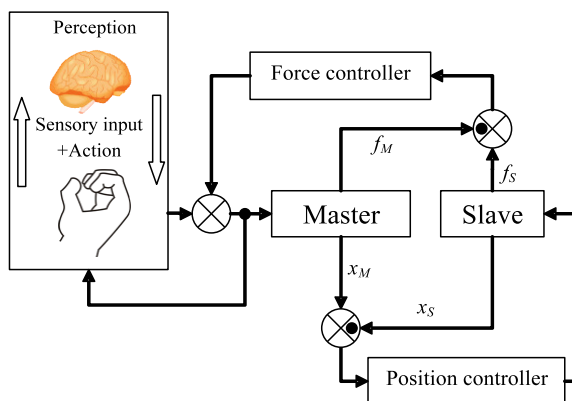 Perception
Sensory input
+Action
Force controller
f_M
f_S
Master
Slave
x_M
x_S
Position controller